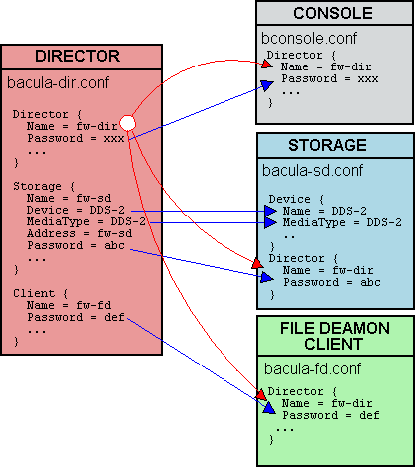 DIRECTOR
bacula-dir.conf
Director {
Name = fw-dir
Password = xxx
...
}
Storage {
Name = fw-sd
Device = DDS-2
MediaType = DDS-2
Address = fw-sd
Password = abc
...
}
Client {
Name = fw-fd
Password = def
...
}
CONSOLE
bconsole.conf
Director {
Name - fw-dir
Password = xxx
...
}
STORAGE
bacula-sd.conf
Device {
Name = DDS-2
MediaType = DDS-2
..
}
Director {
Name = fw-dir
Password = abc
}
FILE DEAMON
CLIENT
bacula-fd.conf
Director {
Name = fw-dir
Password = def
...
}